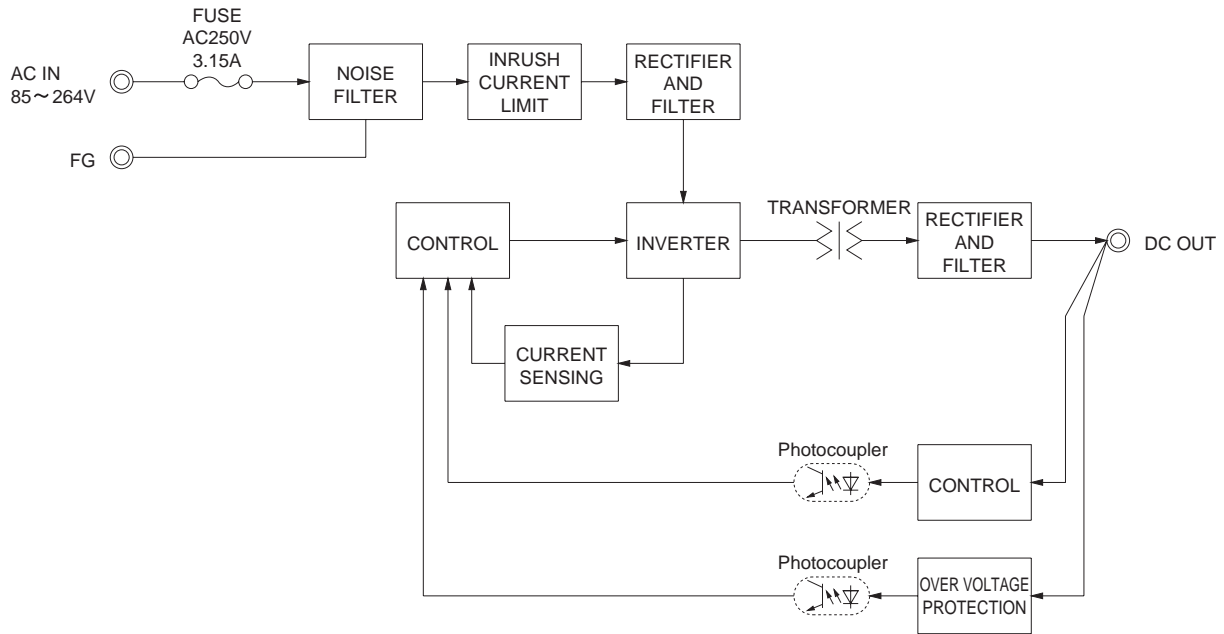 FUSE
AC250V
3.15A
AC IN
85～264V
NOISE
FILTER
INRUSH
CURRENT
LIMIT
RECTIFIER
AND
FILTER
FG
CONTROL
INVERTER
TRANSFORMER
RECTIFIER
AND
FILTER
DC OUT
CURRENT
SENSING
Photocoupler
CONTROL
Photocoupler
OVER VOLTAGE
PROTECTION